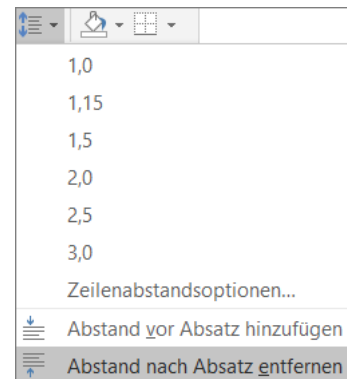 1,0
1,15
1,5
2,0
2,5
3,0
Zeilenabstandsoptionen...
Abstand vor Absatz hinzufügen
Abstand nach Absatz entfernen